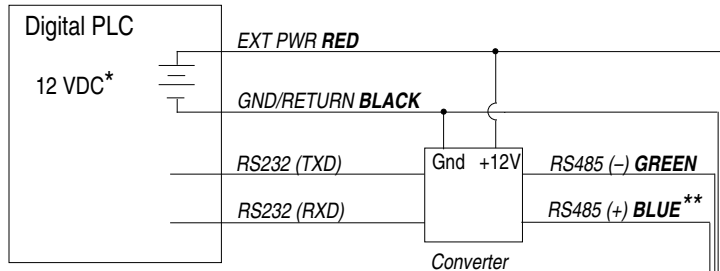 Digital PLC
EXT PWR RED
12 VDC*
GND/RETURN BLACK
RS232 (TXD)
Gnd +12V
RS485 (–) GREEN
RS232 (RXD)
RS485 (+) BLUE**
Converter